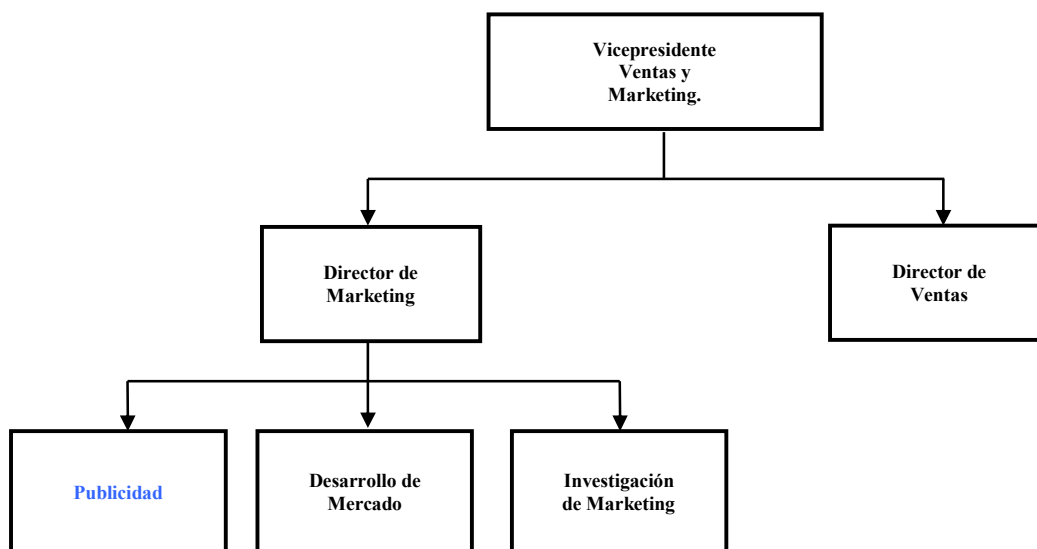 Vicepresidente
Ventas y
Marketing.
Director de
Marketing
Director de
Ventas
Publicidad
Desarrollo de
Mercado
Investigación
de Marketing